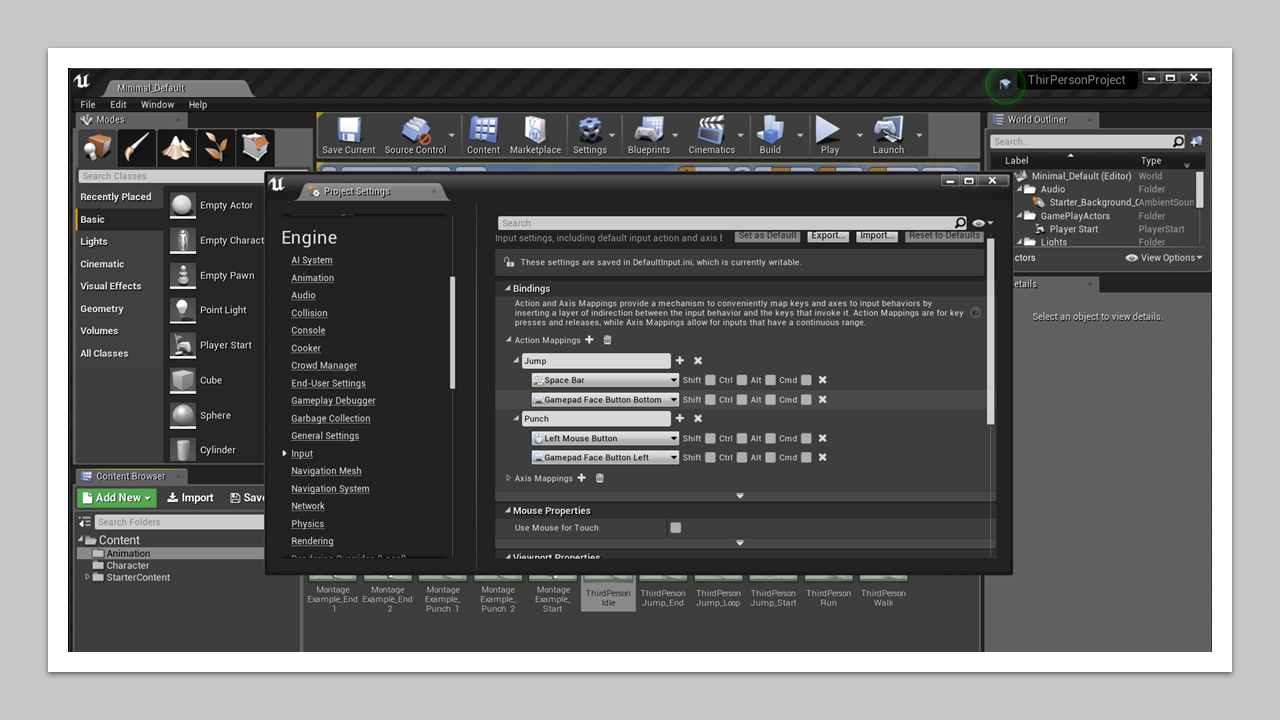 Minimal_Default
ThirPersonProject
File Edit Window Help
Modes
Search Classes
Recently Placed
Basic
Lights
Cinematic
Visual Effects
Geometry
Volumes
All Classes
Empty Actor
Empty Charact
Empty Pawn
Point Light
Player Start
Cube
Sphere
Cylinder
Save Current
Source Control
Content
Marketplace
Settings
Blueprints
Cinematics
Build
Play
Launch
World Outliner
Search...
Label Type
Minimal_Default (Editor) World
Audio Folder
Starter_Background_ AmbientSoun
GamePlayActors Folder
Player Start PlayerStart
Lights Folder
ctors View Options
etails
Select an object to view details.
Project Settings
Engine
AI System
Animation
Audio
Collision
Console
Cooker
Crowd Manager
End-User Settings
Gameplay Debugger
Garbage Collection
General Settings
Input
Navigation Mesh
Navigation System
Network
Physics
Rendering
Rendering Overrides (Local)
Search
Input settings, including default input action and axis
Set as Default Export... Import... Reset to Defaults
These settings are saved in DefaultInput.ini, which is currently writable.
Bindings
Action and Axis Mappings provide a mechanism to conveniently map keys and axes to input behaviors by
inserting a layer of indirection between the input behavior and the keys that invoke it. Action Mappings are for key
presses and releases, while Axis Mappings allow for inputs that have a continuous range.
Action Mappings
Jump
Space Bar Shift Ctrl Alt Cmd
Gamepad Face Button Bottom Shift Ctrl Alt Cmd
Punch
Left Mouse Button Shift Ctrl Alt Cmd
Gamepad Face Button Left Shift Ctrl Alt Cmd
Axis Mappings
Mouse Properties
Use Mouse for Touch
Viewport Properties
Content Browser
Add New Import Save
Search Folders
Content
Animation
Character
StarterContent
Montage
Example_End
1
Montage
Example_End
2
Montage
Example_
Punch_1
Montage
Example_
Punch_2
Montage
Example_
Start
ThirdPerson
Idle
ThirdPerson
Jump_End
ThirdPerson
Jump_Loop
ThirdPerson
Jump_Start
ThirdPerson
Run
ThirdPerson
Walk